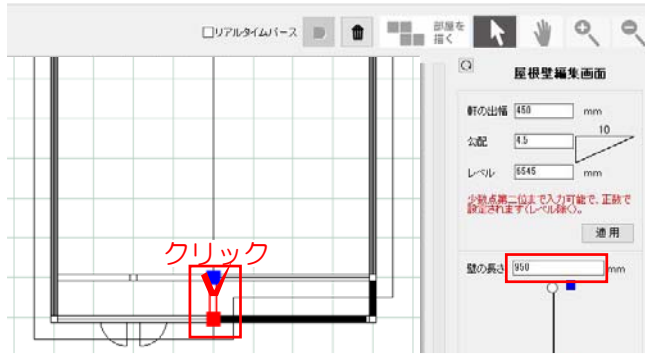 リアルタイムパース
部屋を
描く
屋根壁編集画面
軒の出幅 450 mm
勾配 4.5
10
レベル 6545 mm
少数点第二位まで入力可能で、正数で
設定されます(レベル除く)。
適用
壁の長さ 950 mm
クリック